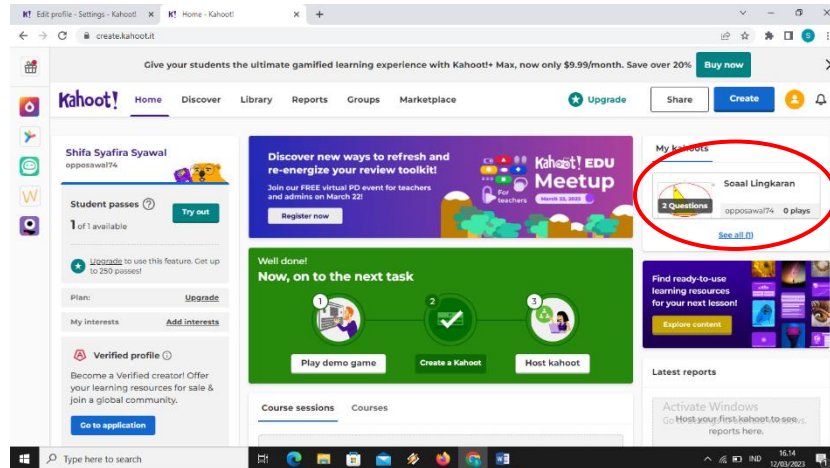 K! Edit profile - Settings - Kahoot!
K! Home - Kahoot!
create.kahoot.it
S
Give your students the ultimate gamified learning experience with Kahoot!+ Max, now only $9.99/month. Save over 20%
Buy now
Kahoot!
Home
Discover
Library
Reports
Groups
Marketplace
Upgrade
Share
Create
Shifa Syafira Syawal
opposawal74
Student passes
1 of 1 available
Try out
Upgrade to use this feature. Get up
to 250 passes!
Plan:
Upgrade
My interests
Add interests
Verified profile
Become a Verified creator! Offer
your learning resources for sale &
join a global community.
Go to application
Discover new ways to refresh and
re-energize your review
toolkit!
Join our FREE virtual PD event for teachers
and admins on March 22!
Register now
Kahoot! EDU
Meetup
For
teachers
March 22, 2023
Well done!
Now, on to the next task
1
2
3
Play demo game
Create a Kahoot
Host kahoot
Course sessions
Courses
My kahoots
2 Questions
Soaal Lingkaran
opposawal74
0 plays
See all (1)
Find ready-to-use
learning resources
for your next lesson!
Explore content
Latest reports
Activate Windows
Host your first kahoot to see
reports here.
Type here to search
IND
16.14
12/03/2023